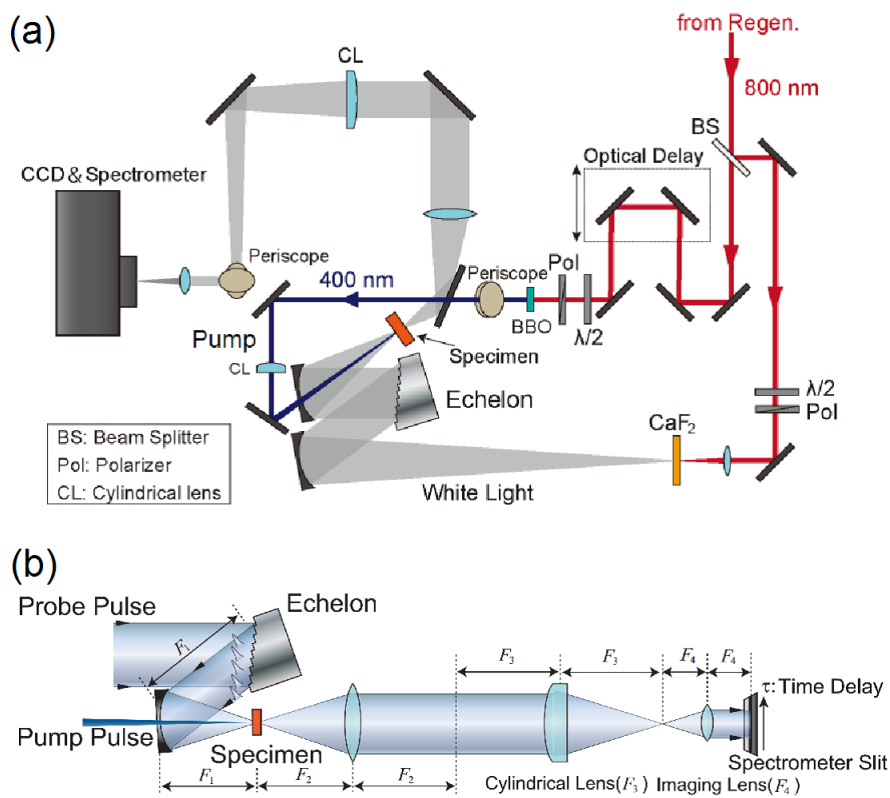 (a)
from Regen.
800 nm
CL
BS
Optical Delay
CCD & Spectrometer
Periscope
400 nm
Periscope
Pol
BBO
λ/2
Pump
Specimen
CL
Echelon
λ/2
Pol
CaF₂
BS: Beam Splitter
Pol: Polarizer
CL: Cylindrical lens
White Light
(b)
Probe Pulse
Echelon
F₁
F₃
F₃
F₄
F₄
τ:Time Delay
Pump Pulse
Specimen
Spectrometer Slit
F₁
F₂
F₂
Cylindrical Lens(F₃)
Imaging Lens(F₄)